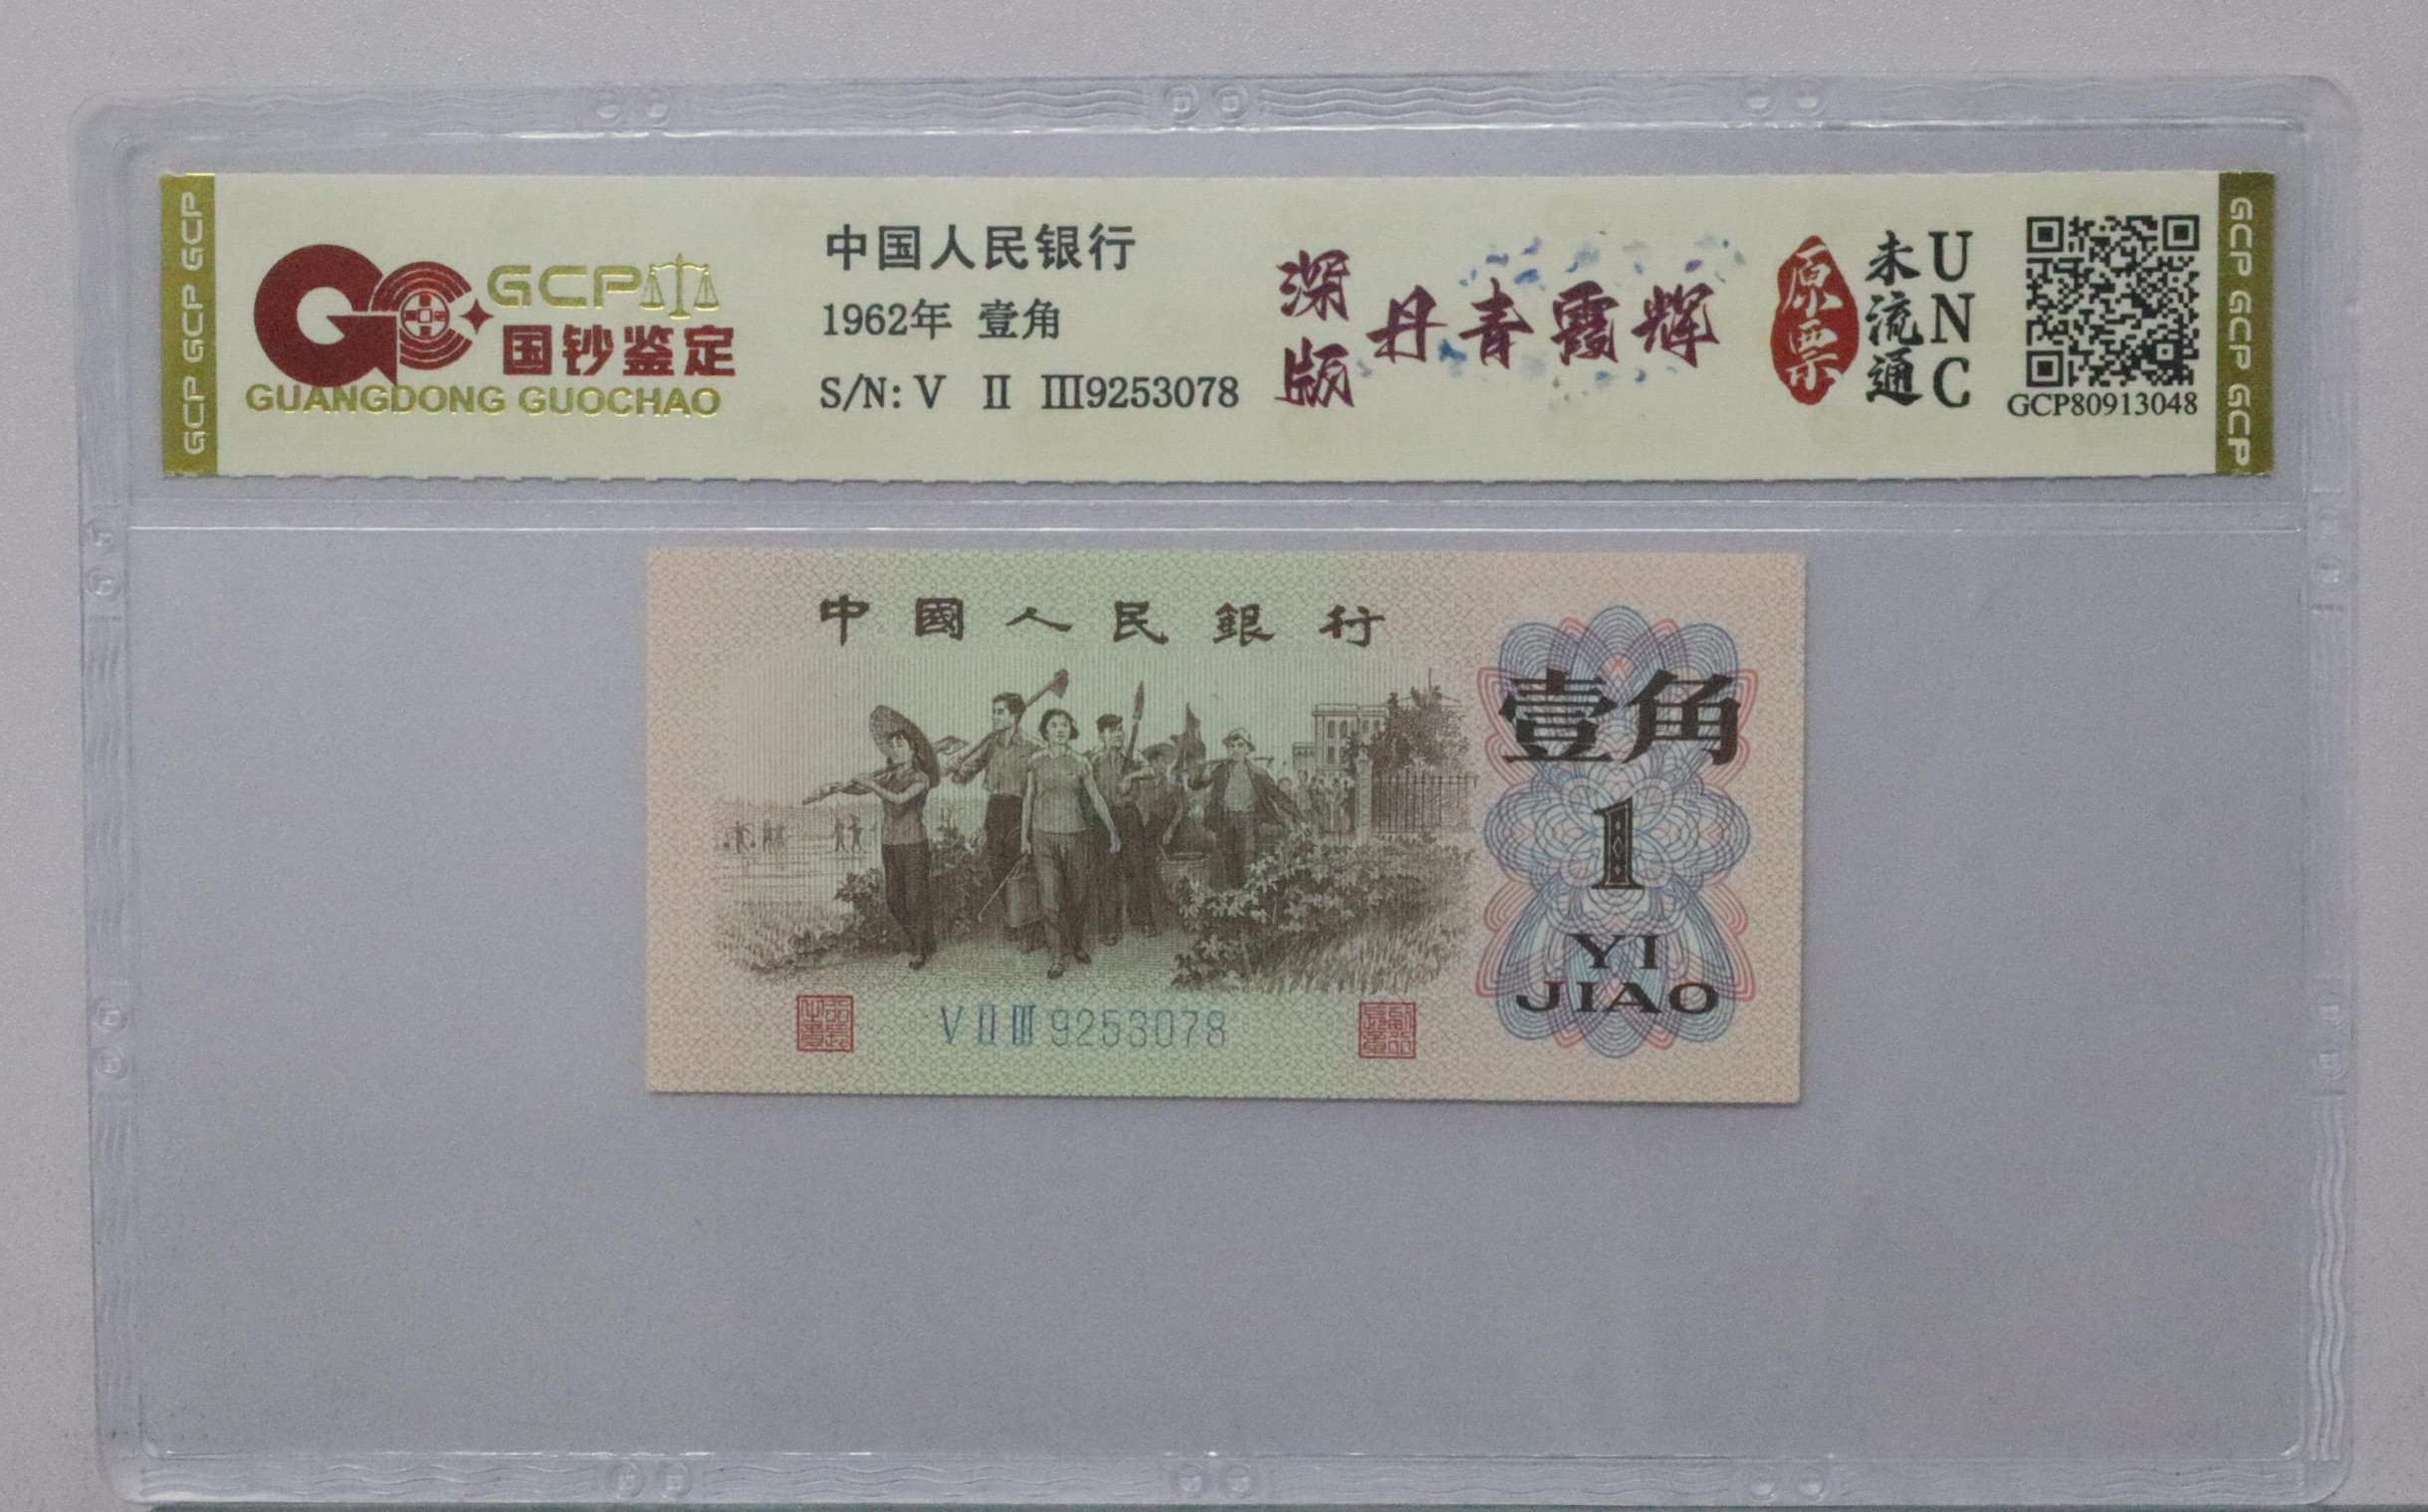 GCP GCP GCP
GCP
国钞鉴定
GUANGDONG GUOCHAO
中国人民银行
1962年 壹角
S/N: V Ⅱ Ⅲ9253078
深版
丹青霞辉
原票
未流通
UNC
GCP80913048
GCP GCP GCP
中國人民銀行
壹角
1
YI
JIAO
V Ⅱ Ⅲ 9253078